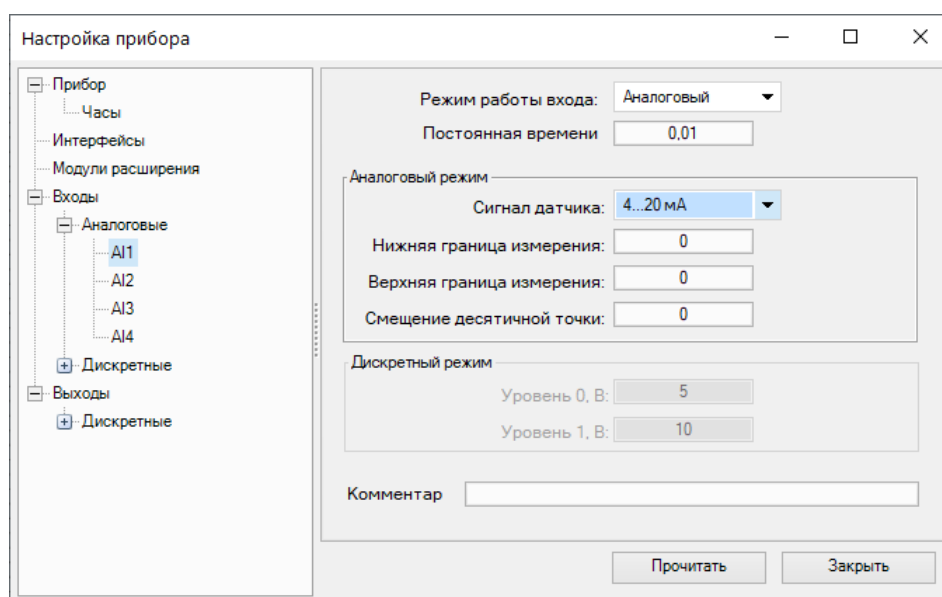 Настройка прибора
Прибор
Часы
Интерфейсы
Модули расширения
Входы
Аналоговые
AI1
AI2
AI3
AI4
Дискретные
Выходы
Дискретные
Режим работы входа: Аналоговый
Постоянная времени 0,01
Аналоговый режим
Сигнал датчика: 4...20 мА
Нижняя граница измерения: 0
Верхняя граница измерения: 0
Смещение десятичной точки: 0
Дискретный режим
Уровень 0, В: 5
Уровень 1, В: 10
Комментар
Прочитать Закрыть